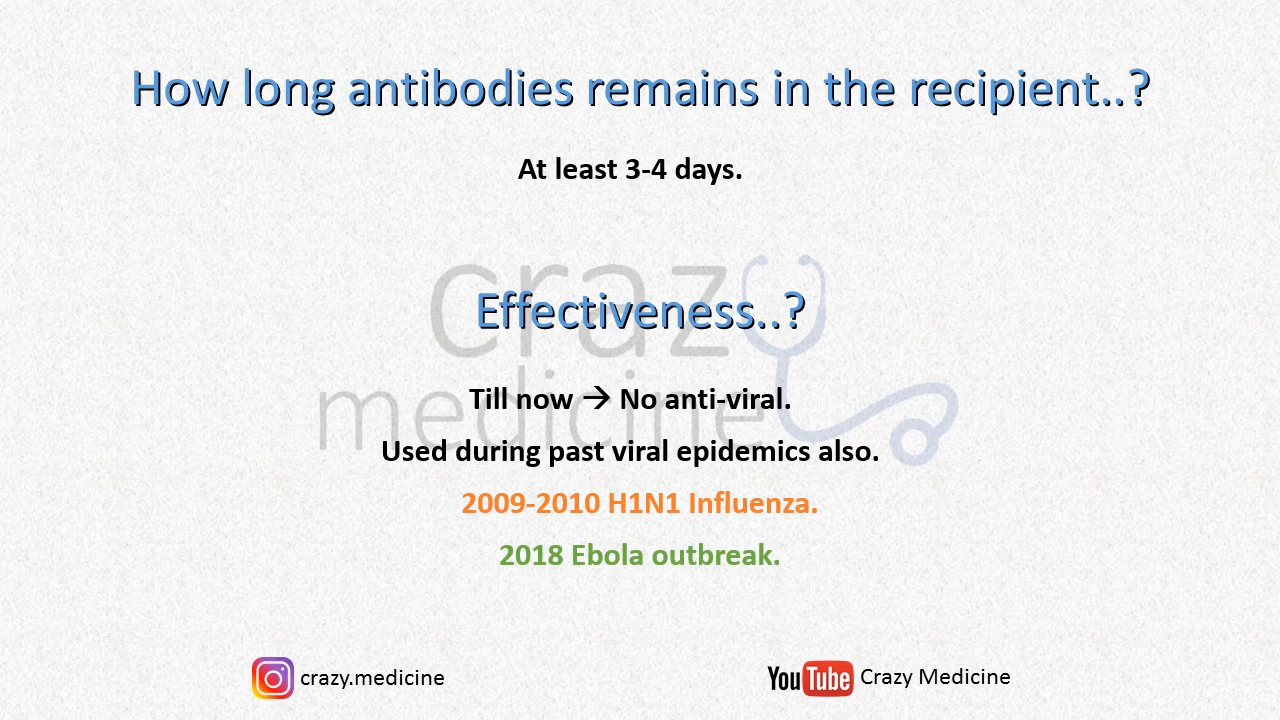 How long antibodies remains in the recipient..?
At least 3-4 days.
crazy
medicine
Effectiveness..?
Till now → No anti-viral.
Used during past viral epidemics also.
2009-2010 H1N1 Influenza.
2018 Ebola outbreak.
crazy.medicine
YouTube Crazy Medicine